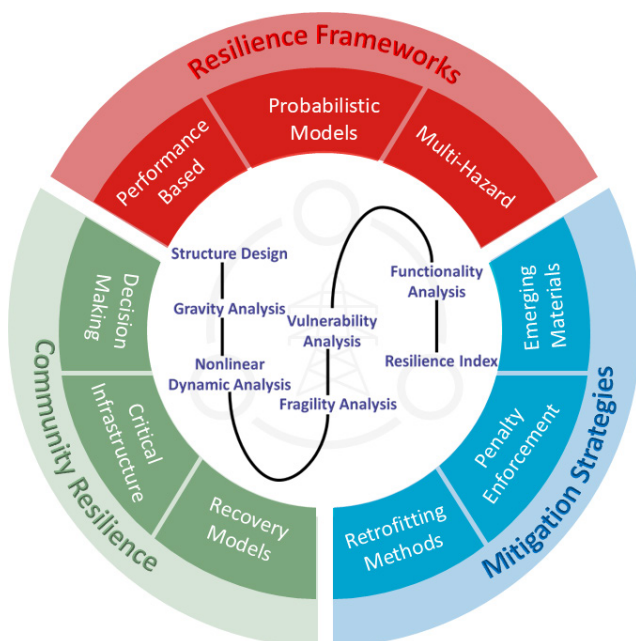 Resilience Frameworks
Performance
Based
Probabilistic
Models
Multi-Hazard
Community Resilience
Decision
Making
Critical
Infrastructure
Recovery
Models
Mitigation Strategies
Emerging
Materials
Penalty
Enforcement
Retrofitting
Methods
Structure Design
Gravity Analysis
Nonlinear
Dynamic Analysis
Fragility Analysis
Vulnerability
Analysis
Functionality
Analysis
Resilience Index